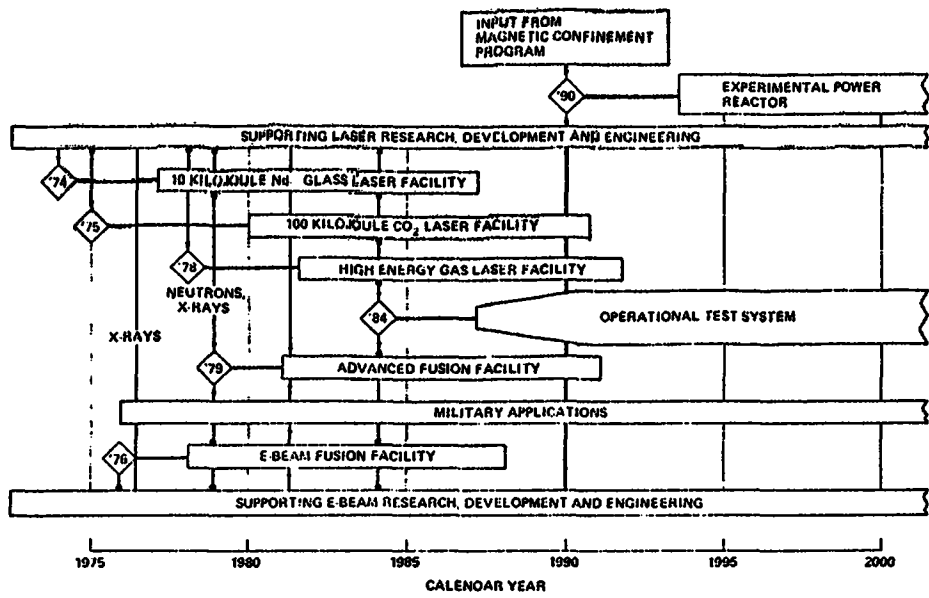 INPUT FROM
MAGNETIC CONFINEMENT
PROGRAM
'90
EXPERIMENTAL POWER
REACTOR
SUPPORTING LASER RESEARCH, DEVELOPMENT AND ENGINEERING
'74
10 KILOJOULE Nd GLASS LASER FACILITY
'75
100 KILOJOULE CO₂ LASER FACILITY
'78
HIGH ENERGY GAS LASER FACILITY
NEUTRONS,
X-RAYS
'84
OPERATIONAL TEST SYSTEM
X-RAYS
'79
ADVANCED FUSION FACILITY
MILITARY APPLICATIONS
'76
E-BEAM FUSION FACILITY
SUPPORTING E-BEAM RESEARCH, DEVELOPMENT AND ENGINEERING
1975 1980 1985 1990 1995 2000
CALENOAR YEAR